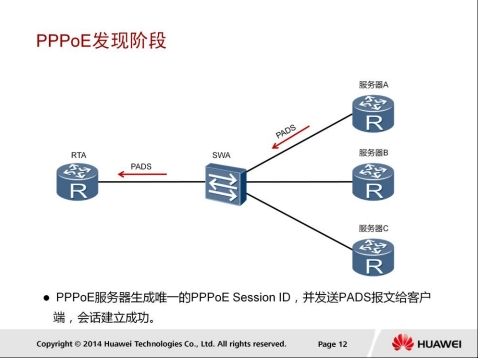 PPPoE发现阶段
服务器A
PADS
RTA
PADS
SWA
服务器B
R
R
R
R
服务器C
● PPPoE服务器生成唯一的PPPoE Session ID，并发送PADS报文给客户
端，会话建立成功。
Copyright © 2014 Huawei Technologies Co., Ltd. All rights reserved.
Page 12
HUAWEI